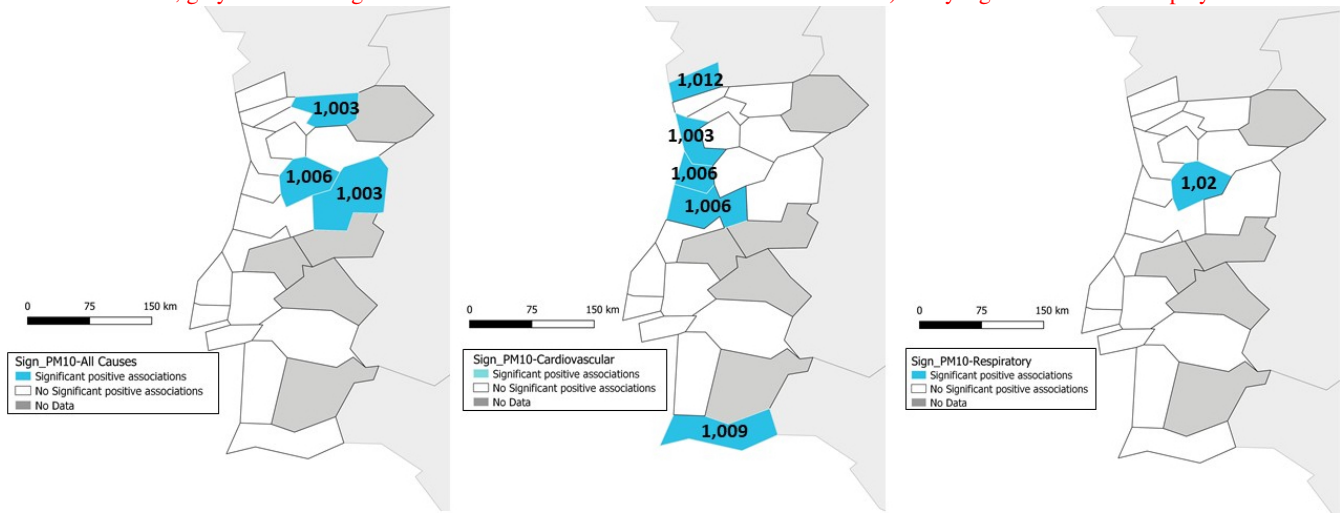 1,003
1,006
1,003
0 75 150 km
Sign_PM10-All Causes
Significant positive associations
No Significant positive associations
No Data
1,012
1,003
1,006
1,006
1,009
0 75 150 km
Sign_PM10-Cardiovascular
Significant positive associations
No Significant positive associations
No Data
1,02
0 75 150 km
Sign_PM10-Respiratory
Significant positive associations
No Significant positive associations
No Data